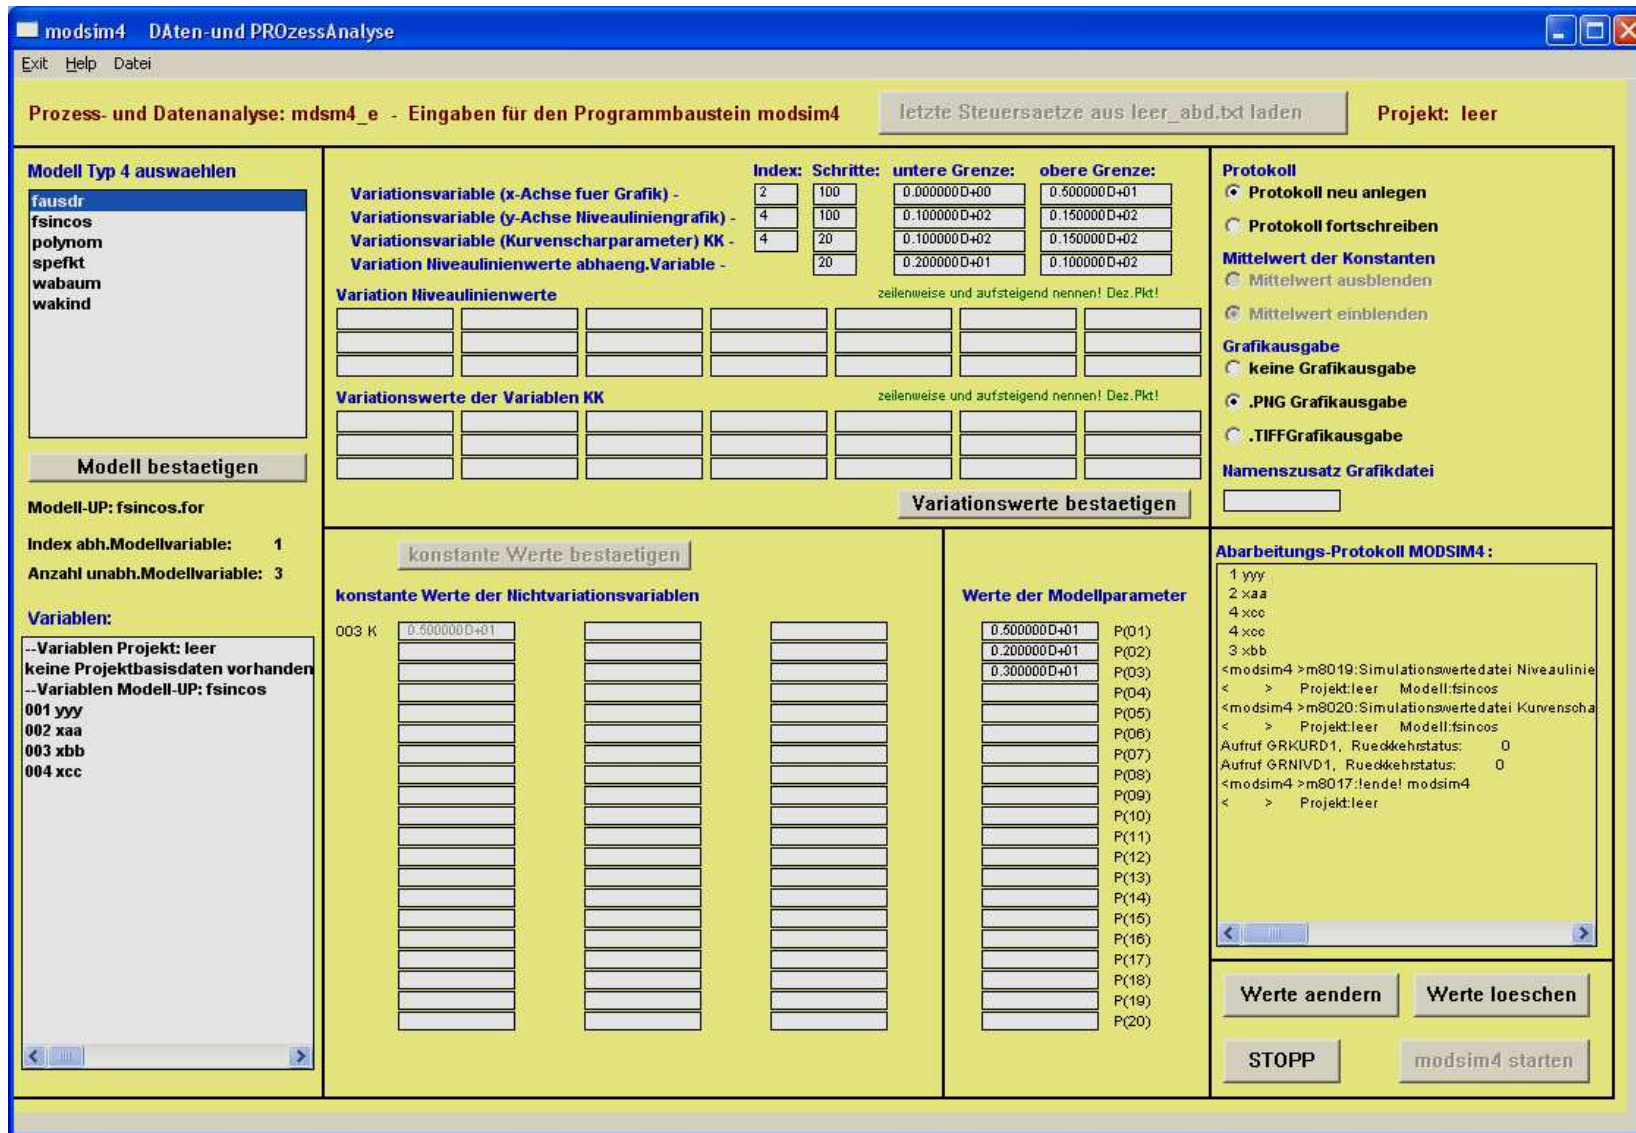 modsim4 DAten-und PROzessAnalyse
Exit Help Datei
Prozess- und Datenanalyse: mdsm4_e - Eingaben für den Programmbaustein modsim4
letzte Steuersaetze aus leer_abd.txt laden
Projekt: leer
Modell Typ 4 auswaehlen
fausdr
fsincos
polynom
spefkt
wabaum
wakind
Modell bestaetigen
Modell-UP: fsincos.for
Index abh.Modellvariable: 1
Anzahl unabh.Modellvariable: 3
Variablen:
--Variablen Projekt: leer
keine Projektbasisdaten vorhanden
--Variablen Modell-UP: fsincos
001 yyy
002 xaa
003 xbb
004 xcc
Index: Schritte: untere Grenze: obere Grenze:
Variationsvariable (x-Achse fuer Grafik) - 2 100 0.000000D+00 0.500000D+01
Variationsvariable (y-Achse Niveauliniengrafik) - 4 100 0.100000D+02 0.150000D+02
Variationsvariable (Kurvenscharparameter) KK - 4 20 0.100000D+02 0.150000D+02
Variation Niveaulinienwerte abhaeng.Variable - 20 0.200000D+01 0.100000D+02
Variation Niveaulinienwerte zeilenweise und aufsteigend nennen! Dez.Pkt!
Variationswerte der Variablen KK zeilenweise und aufsteigend nennen! Dez.Pkt!
Variationswerte bestaetigen
konstante Werte bestaetigen
konstante Werte der Nichtvariationsvariablen
003 K 0.500000D+01
Werte der Modellparameter
0.500000D+01 P(01)
0.200000D+01 P(02)
0.300000D+01 P(03)
P(04)
P(05)
P(06)
P(07)
P(08)
P(09)
P(10)
P(11)
P(12)
P(13)
P(14)
P(15)
P(16)
P(17)
P(18)
P(19)
P(20)
Protokoll
Protokoll neu anlegen
Protokoll fortschreiben
Mittelwert der Konstanten
Mittelwert ausblenden
Mittelwert einblenden
Grafikausgabe
keine Grafikausgabe
.PNG Grafikausgabe
.TIFFGrafikausgabe
Namenszusatz Grafikdatei
Abarbeitungs-Protokoll MODSIM4 :
1 yyy
2 xaa
4 xcc
4 xcc
3 xbb
<modsim4 >m8019:Simulationswertedatei Niveaulinie
< > Projekt:leer Modell:fsincos
<modsim4 >m8020:Simulationswertedatei Kurvenscha
< > Projekt:leer Modell:fsincos
Aufruf GRKURD1, Rueckkehrstatus: 0
Aufruf GRNIVD1, Rueckkehrstatus: 0
<modsim4 >m8017:!ende! modsim4
< > Projekt:leer
Werte aendern
Werte loeschen
STOPP
modsim4 starten